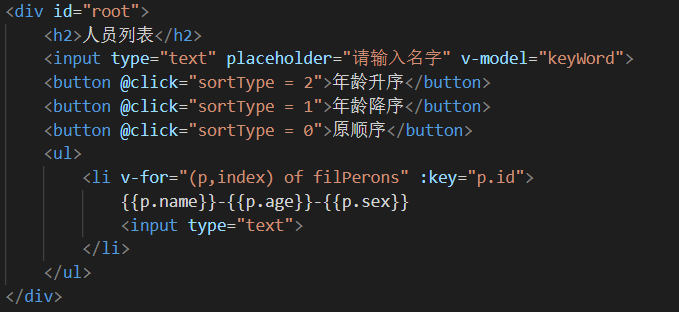 <div id="root">
<h2>人员列表</h2>
<input type="text" placeholder="请输入名字" v-model="keyWord">
<button @click="sortType = 2">年龄升序</button>
<button @click="sortType = 1">年龄降序</button>
<button @click="sortType = 0">原顺序</button>
<ul>
<li v-for="(p,index) of filPerons" :key="p.id">
{{p.name}}-{{p.age}}-{{p.sex}}
<input type="text">
</li>
</ul>
</div>